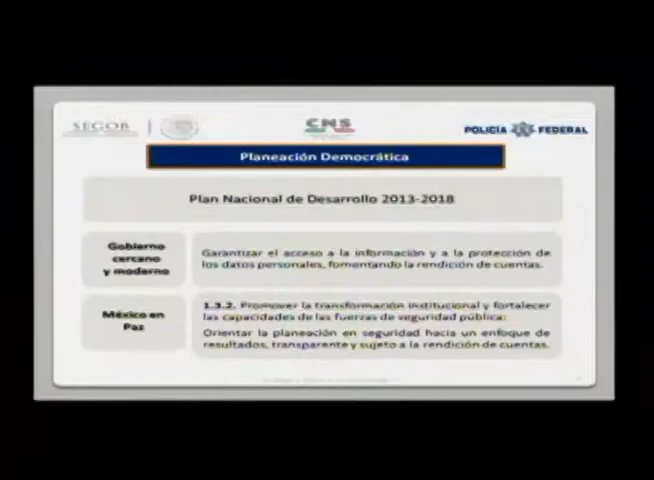 SEGOB
CNS
POLICIA FEDERAL
Planeación Democrática
Plan Nacional de Desarrollo 2013-2018
Gobierno
cercano
y moderno
Garantizar el acceso a la información y a la protección de
los datos personales, fomentando la rendición de cuentas.
México en
Paz
1.3.2. Promover la transformación institucional y fortalecer
las capacidades de las fuerzas de seguridad pública:
Orientar la planeación en seguridad hacia un enfoque de
resultados, transparente y sujeto a la rendición de cuentas.